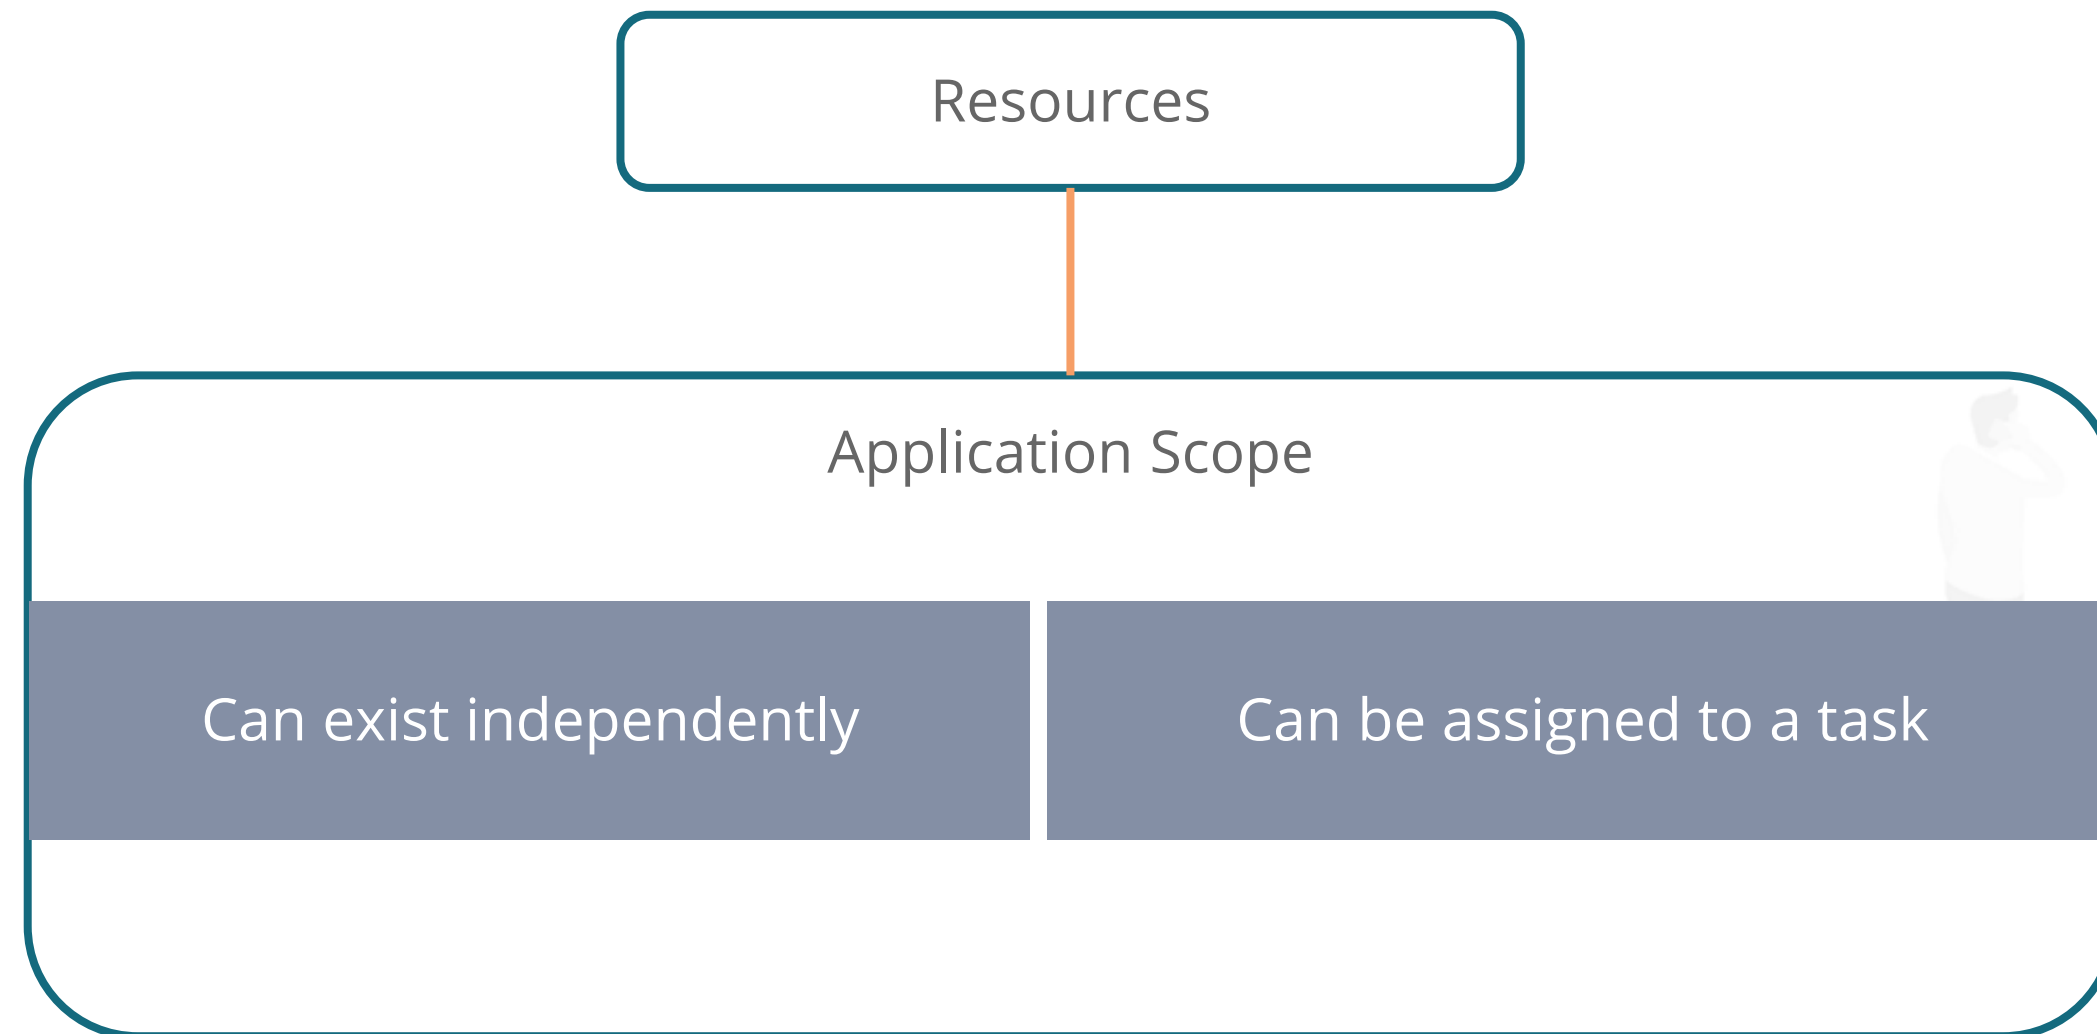 Resources
Application Scope
Can exist independently
Can be assigned to a task